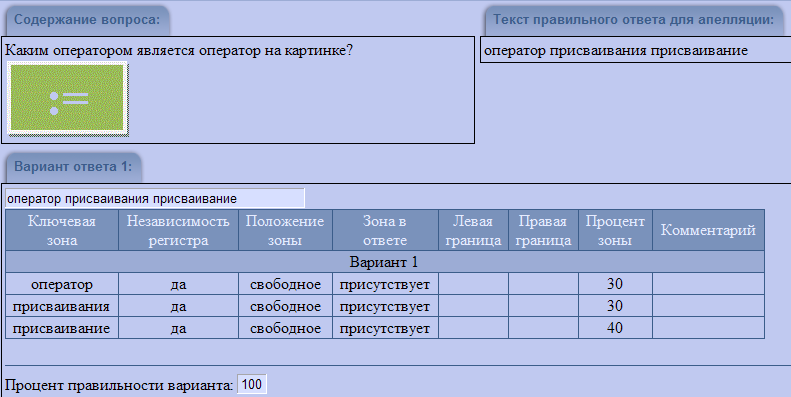 Содержание вопроса:
Текст правильного ответа для апелляции:
Каким оператором является оператор на картинке?
оператор присваивания присваивание
:=
Вариант ответа 1:
оператор присваивания присваивание
Ключевая зона Независимость регистра Положение зоны Зона в ответе Левая граница Правая граница Процент зоны Комментарий
Вариант 1
оператор да свободное присутствует 30
присваивания да свободное присутствует 30
присваивание да свободное присутствует 40
Процент правильности варианта: 100